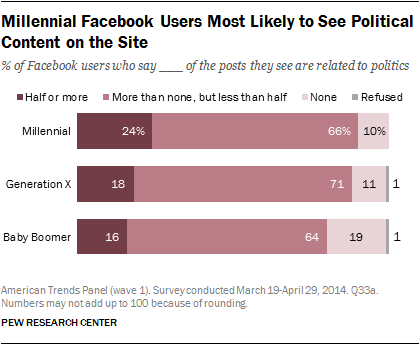 Millennial Facebook Users Most Likely to See Political
Content on the Site
% of Facebook users who say ____ of the posts they see are related to politics
Half or more More than none, but less than half None Refused
Millennial 24% 66% 10%
Generation X 18 71 11 1
Baby Boomer 16 64 19 1
American Trends Panel (wave 1). Survey conducted March 19-April 29, 2014. Q33a.
Numbers may not add up to 100 because of rounding.
PEW RESEARCH CENTER